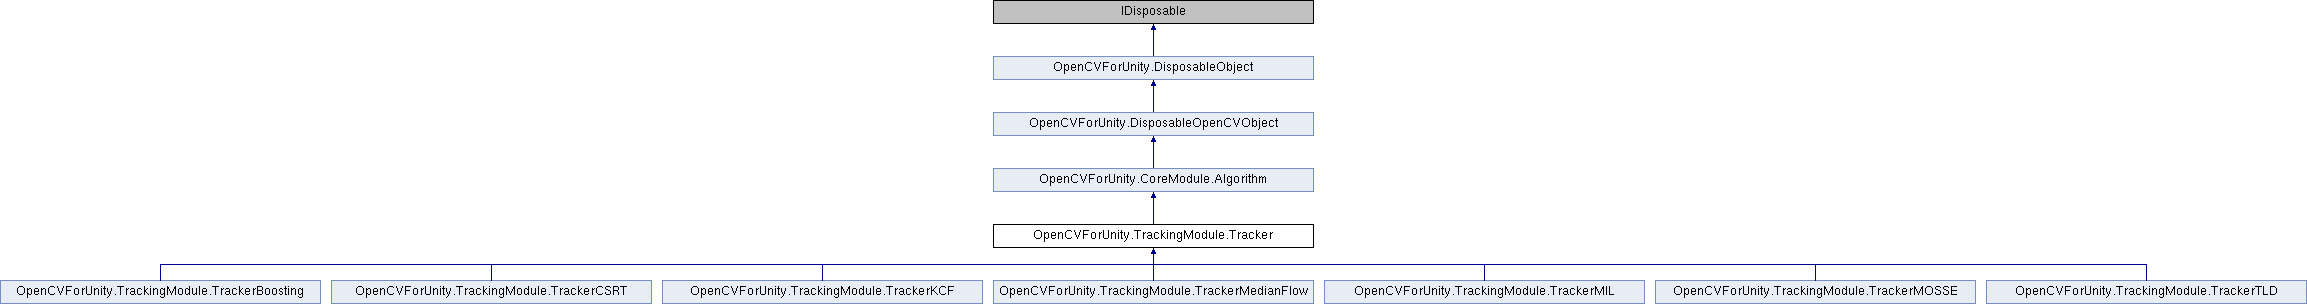 IDisposable
OpenCVForUnity.DisposableObject
OpenCVForUnity.DisposableOpenCVObject
OpenCVForUnity.CoreModule.Algorithm
OpenCVForUnity.TrackingModule.Tracker
OpenCVForUnity.TrackingModule.TrackerBoosting
OpenCVForUnity.TrackingModule.TrackerCSRT
OpenCVForUnity.TrackingModule.TrackerKCF
OpenCVForUnity.TrackingModule.TrackerMedianFlow
OpenCVForUnity.TrackingModule.TrackerMIL
OpenCVForUnity.TrackingModule.TrackerMOSSE
OpenCVForUnity.TrackingModule.TrackerTLD